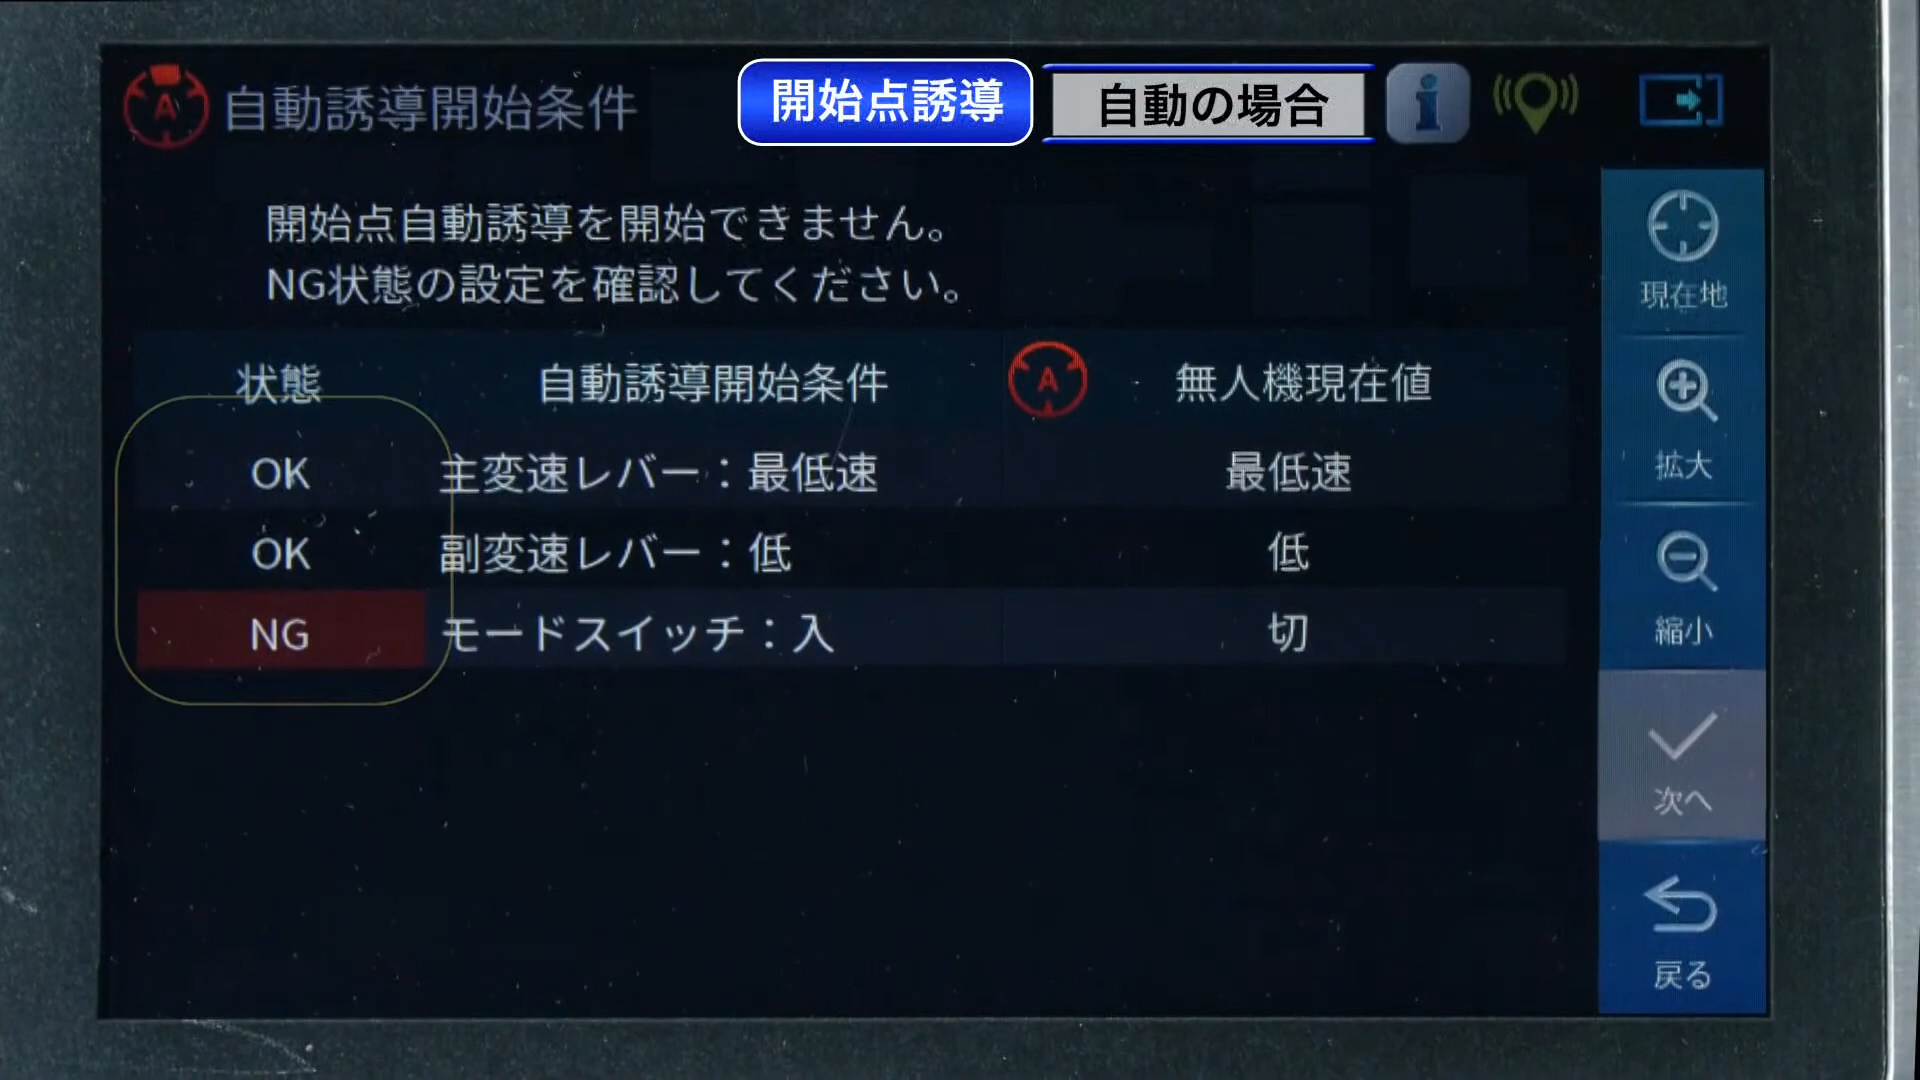 自動誘導開始条件
開始点誘導
自動の場合
開始点自動誘導を開始できません。
NG状態の設定を確認してください。
状態 自動誘導開始条件 A 無人機現在値
OK 主変速レバー：最低速 最低速
OK 副変速レバー：低 低
NG モードスイッチ：入 切
現在地
拡大
縮小
次へ
戻る